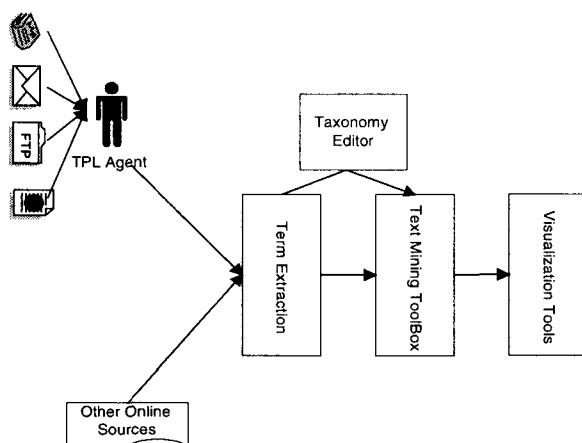 FTP
TPL Agent
Taxonomy
Editor
Term Extraction
Text Mining ToolBox
Visualization Tools
Other Online
Sources